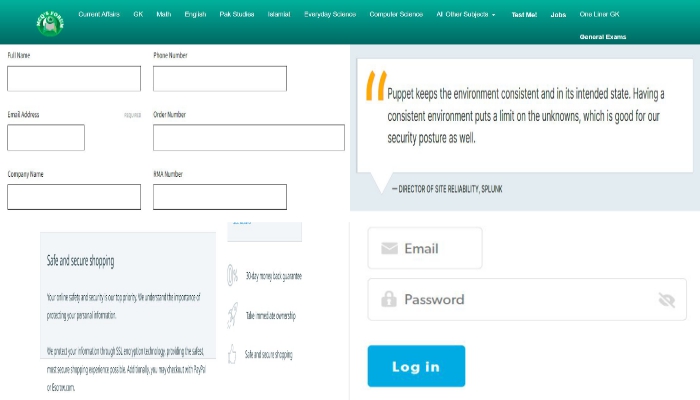 MCQ'S FORUM
Current Affairs GK Math English Pak Studies Islamiat Everyday Science Computer Science All Other Subjects Test Me! Jobs One Liner GK
General Exams
Full Name Phone Number
Email Address REQUIRED Order Number
Company Name RMA Number
Puppet keeps the environment consistent and in its intended state. Having a
consistent environment puts a limit on the unknowns, which is good for our
security posture as well.
— DIRECTOR OF SITE RELIABILITY, SPLUNK
Safe and secure shopping
Your online safety and security is our top priority. We understand the importance of
protecting your personal information.
We protect your information through SSL encryption technology, providing the safest,
most secure shopping experience possible. Additionally, you may checkout with PayPal
or Escrow.com.
30-day money back guarantee
Take immediate ownership
Safe and secure shopping
Email
Password
Log in